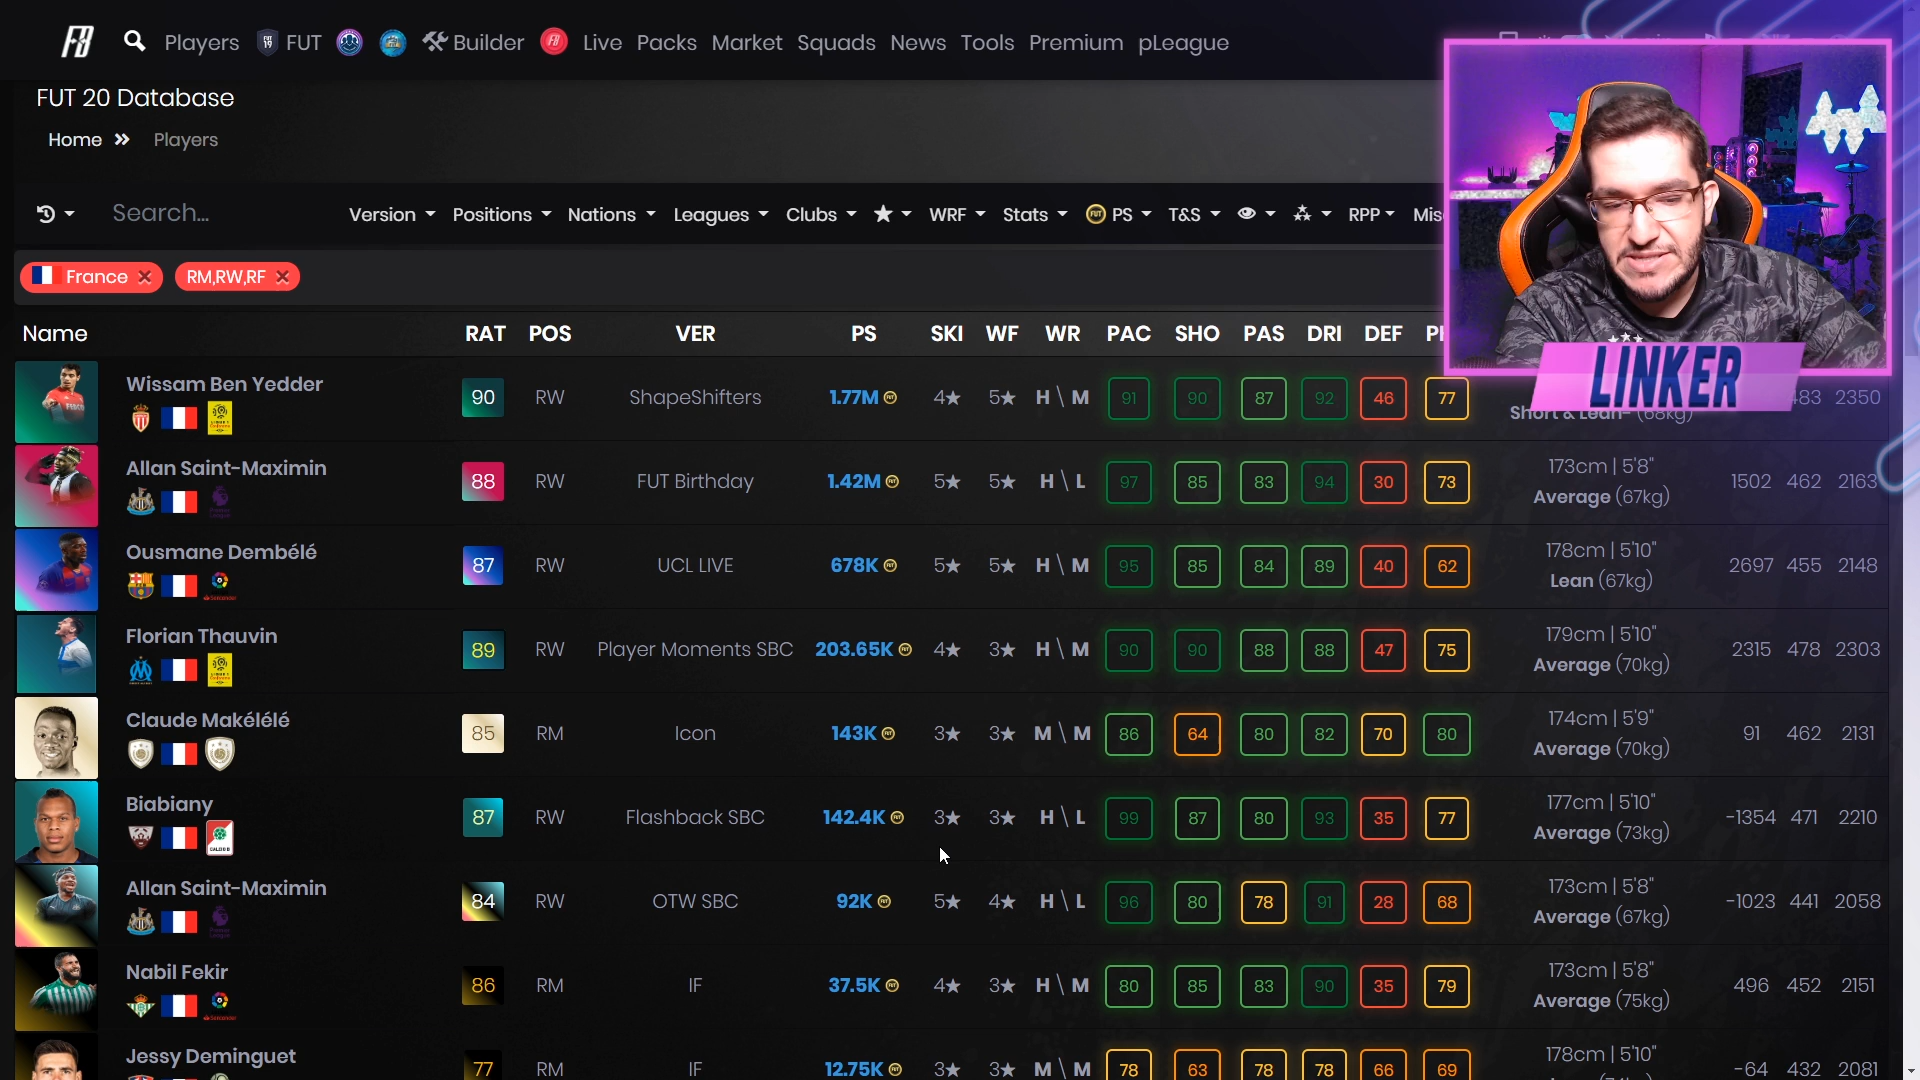 Players FUT Builder Live Packs Market Squads News Tools Premium pLeague
FUT 20 Database
Home » Players
Search... Version Positions Nations Leagues Clubs WRF Stats PS T&S RPP
France × RM,RW,RF ×
Name RAT POS VER PS SKI WF WR PAC SHO PAS DRI DEF
Wissam Ben Yedder 90 RW ShapeShifters 1.77M 4★ 5★ H \ M 91 90 87 92 46 77 2350
LINKER
Allan Saint-Maximin 88 RW FUT Birthday 1.42M 5★ 5★ H \ L 97 85 83 94 30 73 173cm | 5'8" 1502 462 2163
Average (67kg)
Ousmane Dembélé 87 RW UCL LIVE 678K 5★ 5★ H \ M 95 85 84 89 40 62 178cm | 5'10" 2697 455 2148
Lean (67kg)
Florian Thauvin 89 RW Player Moments SBC 203.65K 4★ 3★ H \ M 90 90 88 88 47 75 179cm | 5'10" 2315 478 2303
Average (70kg)
Claude Makélélé 85 RM Icon 143K 3★ 3★ M \ M 86 64 80 82 70 80 174cm | 5'9" 91 462 2131
Average (70kg)
Biabiany 87 RW Flashback SBC 142.4K 3★ 3★ H \ L 99 87 80 93 35 77 177cm | 5'10" -1354 471 2210
Average (73kg)
Allan Saint-Maximin 84 RW OTW SBC 92K 5★ 4★ H \ L 96 80 78 91 28 68 173cm | 5'8" -1023 441 2058
Average (67kg)
Nabil Fekir 86 RM IF 37.5K 4★ 3★ H \ M 80 85 83 90 35 79 173cm | 5'8" 496 452 2151
Average (75kg)
Jessy Deminguet 77 RM IF 12.75K 3★ 3★ M \ M 78 63 78 78 66 69 178cm | 5'10" -64 432 2081